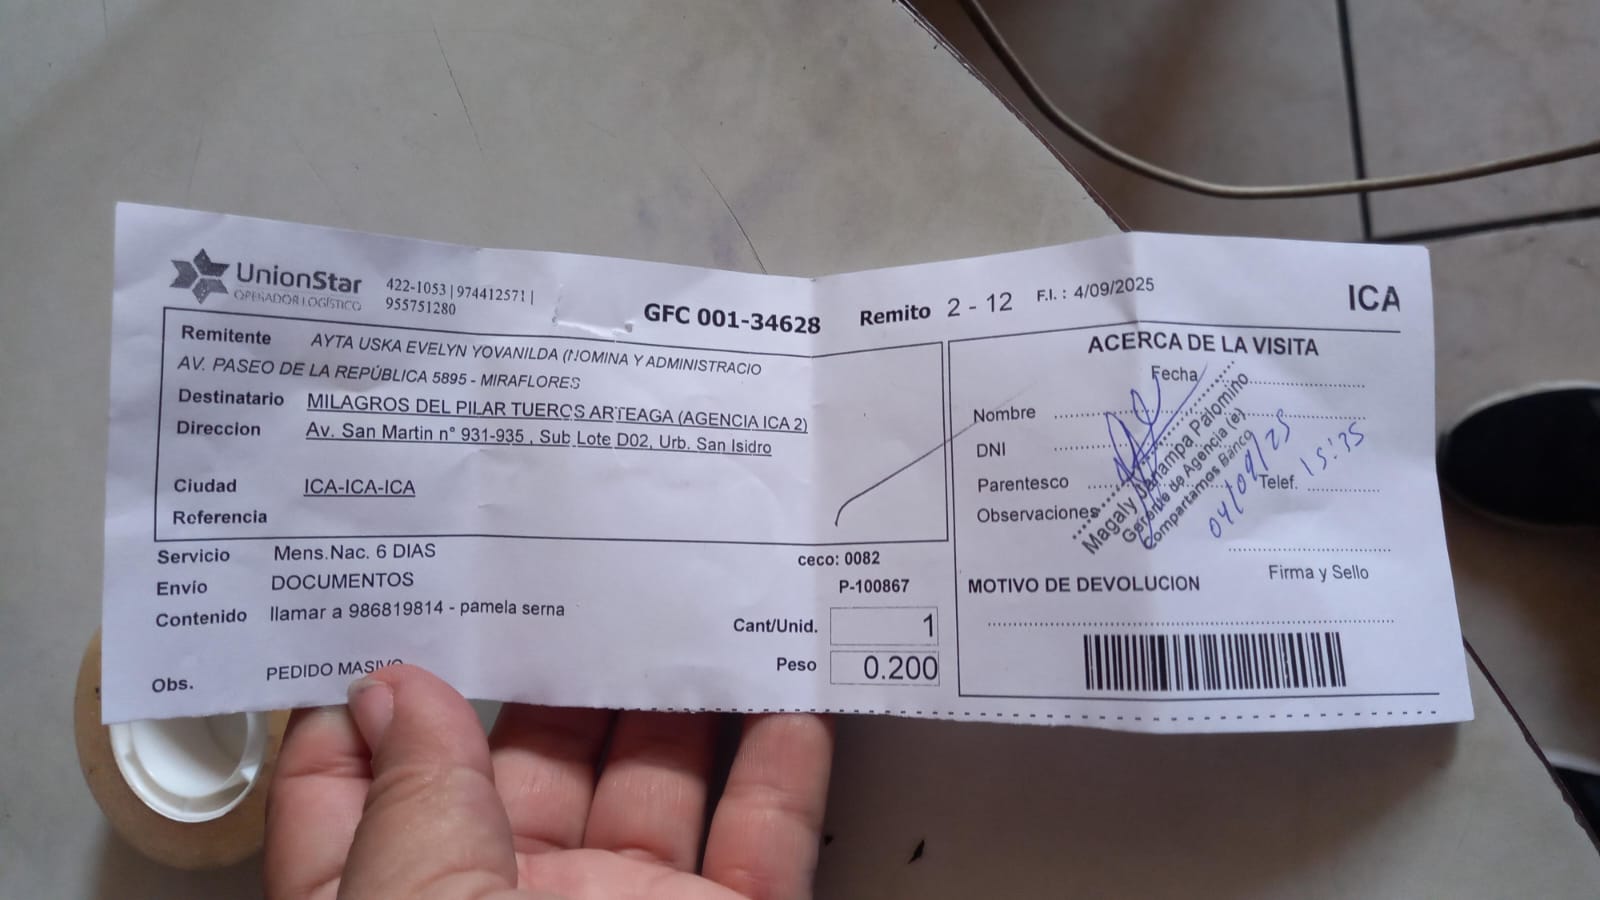 UnionStar
OPERADOR LOGÍSTICO
422-1053 | 974412571 |
955751280
GFC 001-34628
Remito 2 - 12
F.I. : 4/09/2025
ICA
Remitente AYTA USKA EVELYN YOVANILDA (NOMINA Y ADMINISTRACIO
AV. PASEO DE LA REPÚBLICA 5895 - MIRAFLORES
Destinatario MILAGROS DEL PILAR TUEROS ARTEAGA (AGENCIA ICA 2)
Direccion Av. San Martin n° 931-935 , Sub Lote D02, Urb. San Isidro
Ciudad ICA-ICA-ICA
Referencia
Servicio Mens.Nac. 6 DIAS
Envío DOCUMENTOS
Contenido llamar a 986819814 - pamela serna
Obs. PEDIDO MASIVO
ceco: 0082
P-100867
Cant/Unid. 1
Peso 0.200
ACERCA DE LA VISITA
Fecha
Nombre
DNI
Parentesco
Telef.
Observaciones
Magaly Janampa Palomino
Gerente de Agencia (e)
Compartamos Banco
04/09/25
15:35
Firma y Sello
MOTIVO DE DEVOLUCION